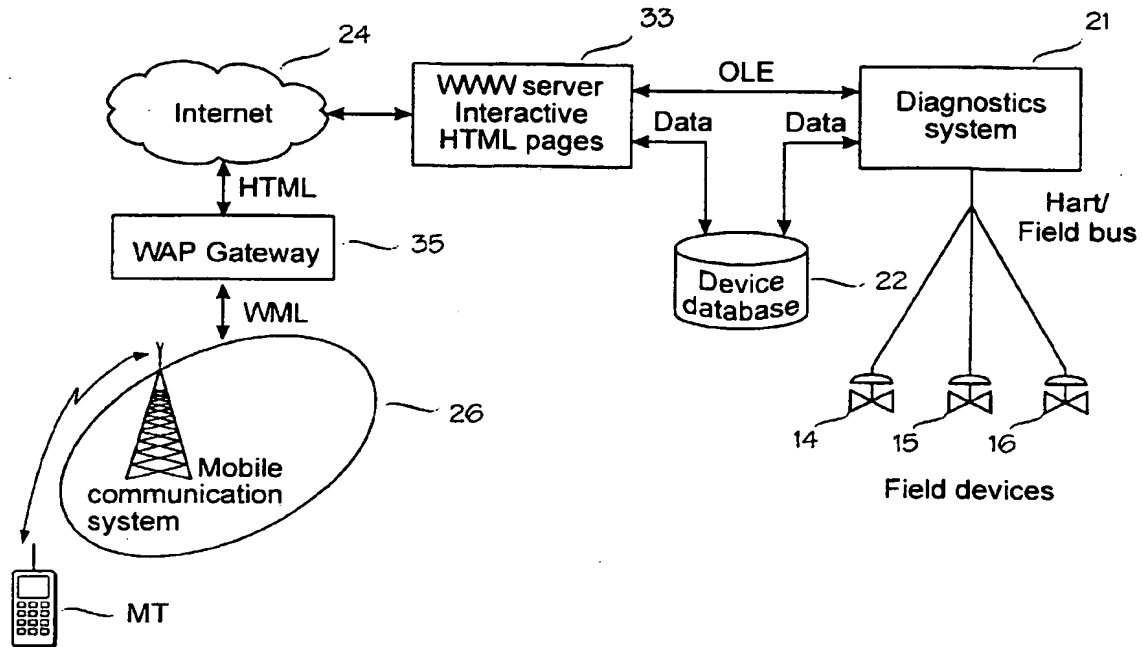 24
33
21
Internet
WWW server
Interactive
HTML pages
OLE
Data
Data
Diagnostics
system
HTML
WAP Gateway
35
Hart/
Field bus
WML
Device
database
22
26
Mobile
communication
system
14
15
16
Field devices
MT